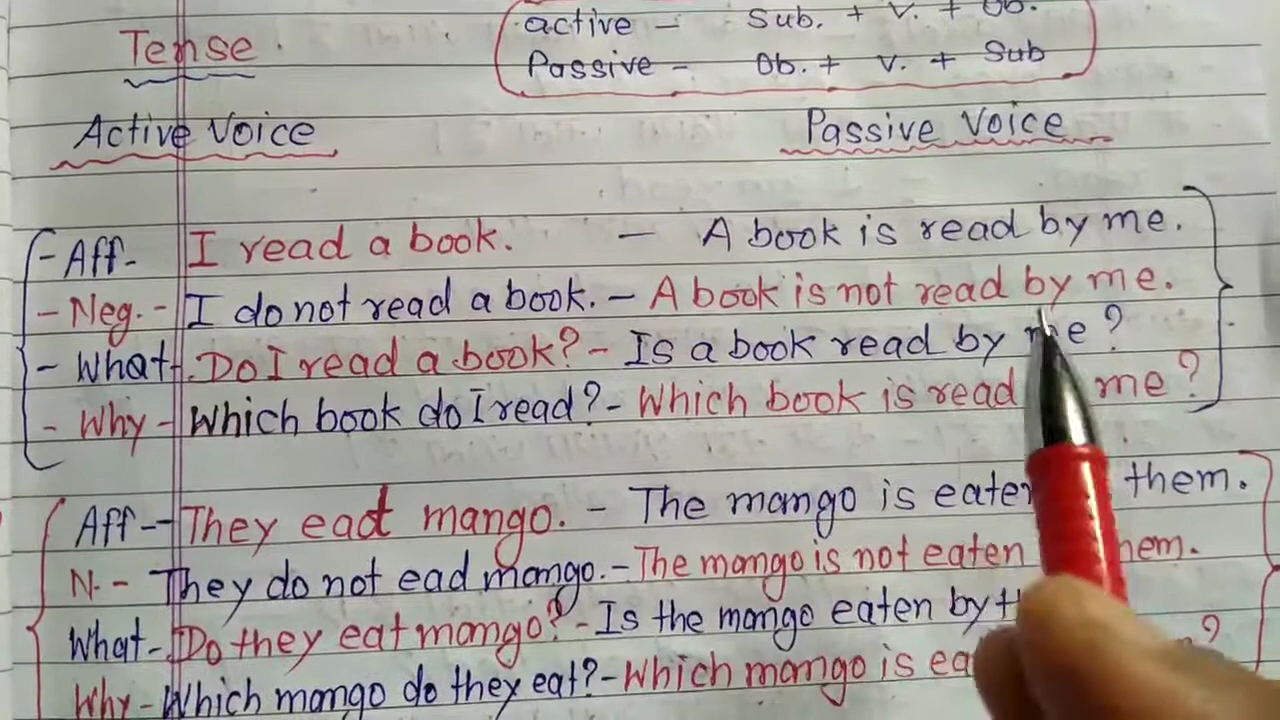 Tense
active - Sub. + V. + Ob.
Passive - Ob. + V. + Sub
Active Voice
Passive Voice
- Aff- I read a book. - A book is read by me.
- Neg. - I do not read a book. - A book is not read by me.
- What - Do I read a book? - Is a book read by me?
- Why - Which book do I read? - Which book is read me?
Aff - They eat mango. - The mango is them.
N. - They do not ead mango. - The mango is not eaten
What - Do they eat mango? - Is the mango eaten by
Why - Which mango do they eat? - Which mango is